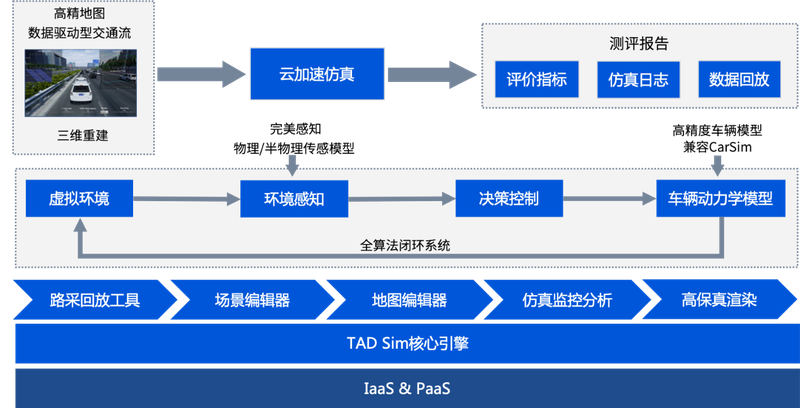 高精地图
数据驱动型交通流
三维重建
云加速仿真
测评报告
评价指标
仿真日志
数据回放
完美感知
物理/半物理传感模型
高精度车辆模型
兼容CarSim
虚拟环境
环境感知
决策控制
车辆动力学模型
全算法闭环系统
路采回放工具
场景编辑器
地图编辑器
仿真监控分析
高保真渲染
TAD Sim核心引擎
IaaS & PaaS